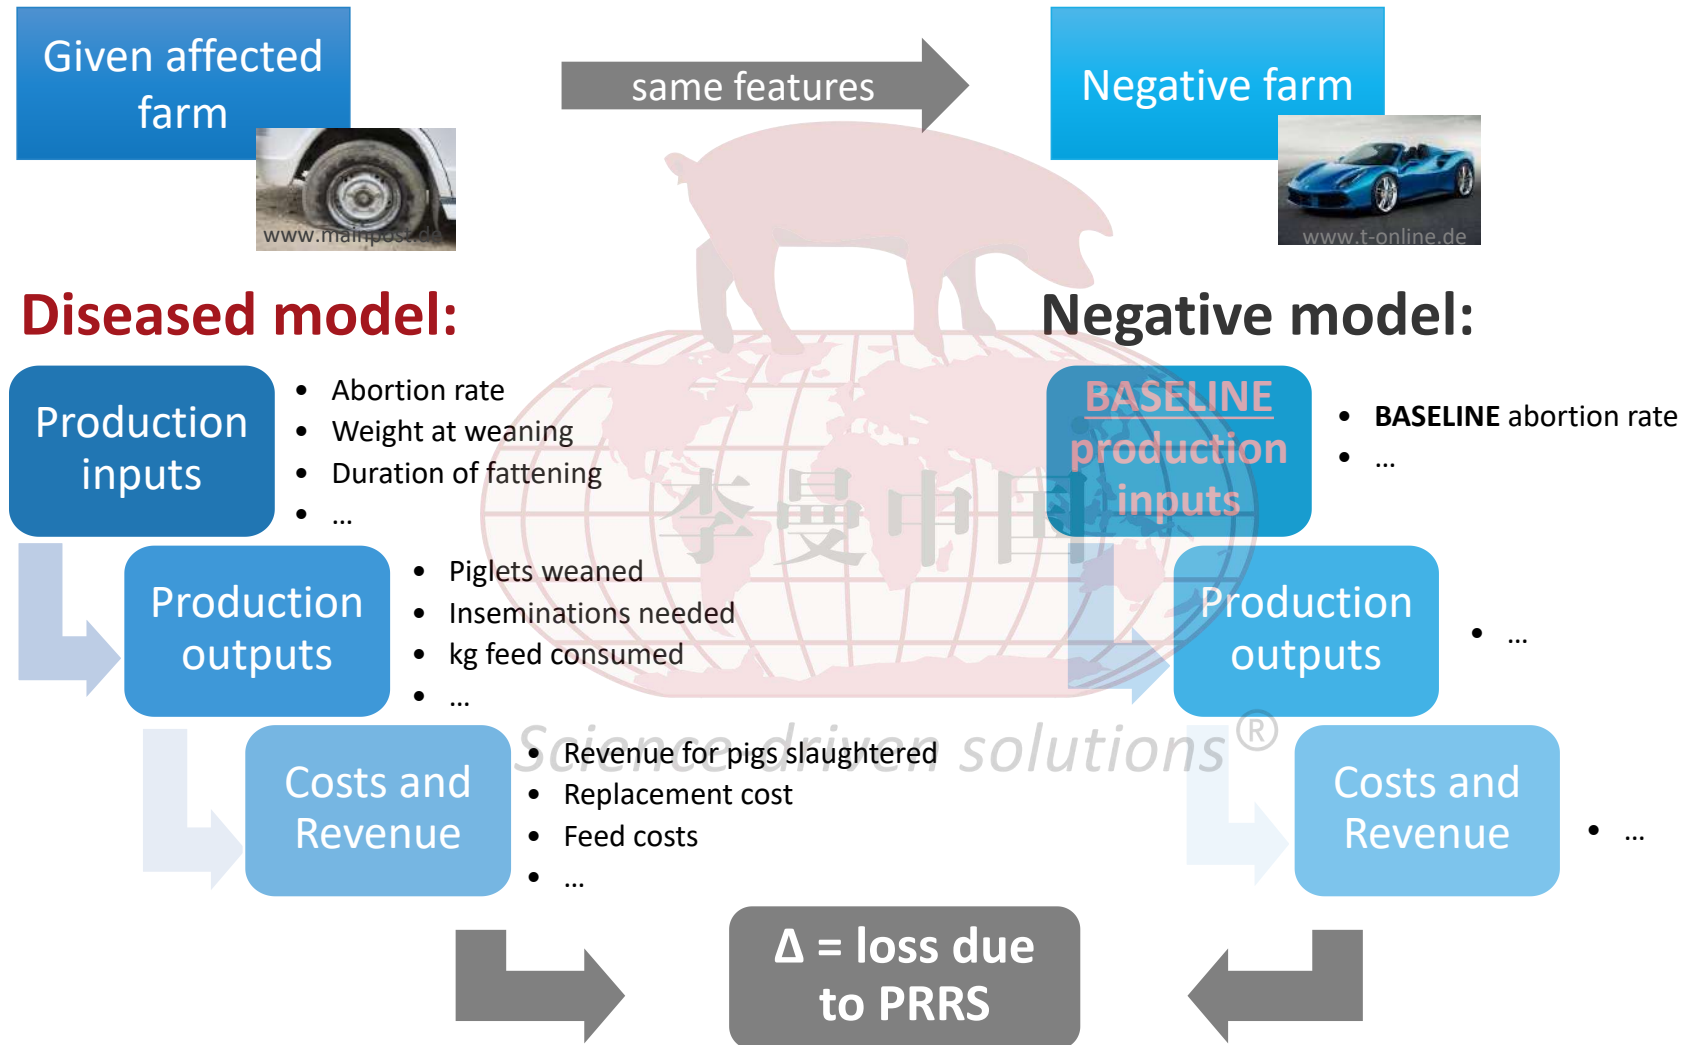 Given affected
farm
same features
Negative farm
www.mainpost.de
www.t-online.de
Diseased model:
Negative model:
Production
inputs
• Abortion rate
• Weight at weaning
• Duration of fattening
• ...
BASELINE
production
inputs
• BASELINE abortion rate
• ...
李曼中国
Production
outputs
• Piglets weaned
• Inseminations needed
• kg feed consumed
• ...
Production
outputs
• ...
Science-driven solutions®
Costs and
Revenue
• Revenue for pigs slaughtered
• Replacement cost
• Feed costs
• ...
Costs and
Revenue
• ...
Δ = loss due
to PRRS